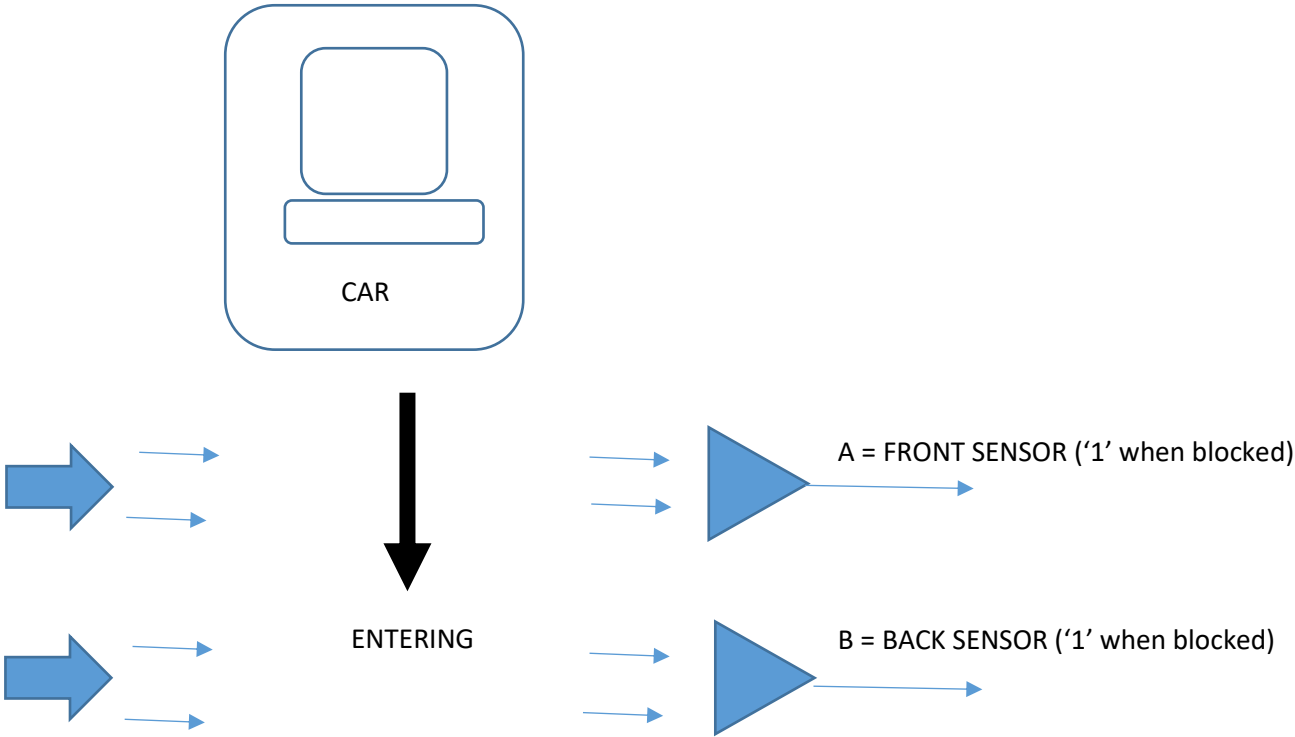 CAR
A = FRONT SENSOR (‘1’ when blocked)
ENTERING
B = BACK SENSOR (‘1’ when blocked)